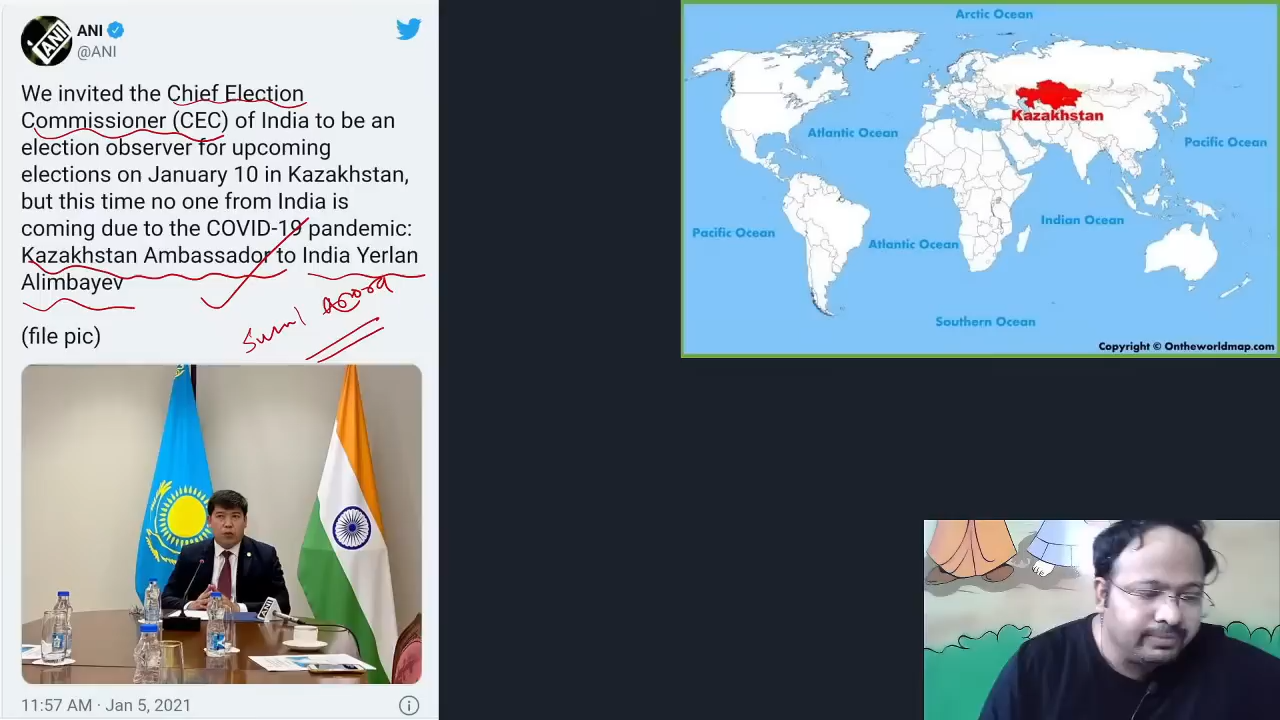 ANI
@ANI
We invited the Chief Election
Commissioner (CEC) of India to be an
election observer for upcoming
elections on January 10 in Kazakhstan,
but this time no one from India is
coming due to the COVID-19 pandemic:
Kazakhstan Ambassador to India Yerlan
Alimbayev
Sunil Arora
(file pic)
ANI
11:57 AM · Jan 5, 2021
Arctic Ocean
Kazakhstan
Atlantic Ocean
Pacific Ocean
Indian Ocean
Pacific Ocean
Atlantic Ocean
Southern Ocean
Copyright © Ontheworldmap.com